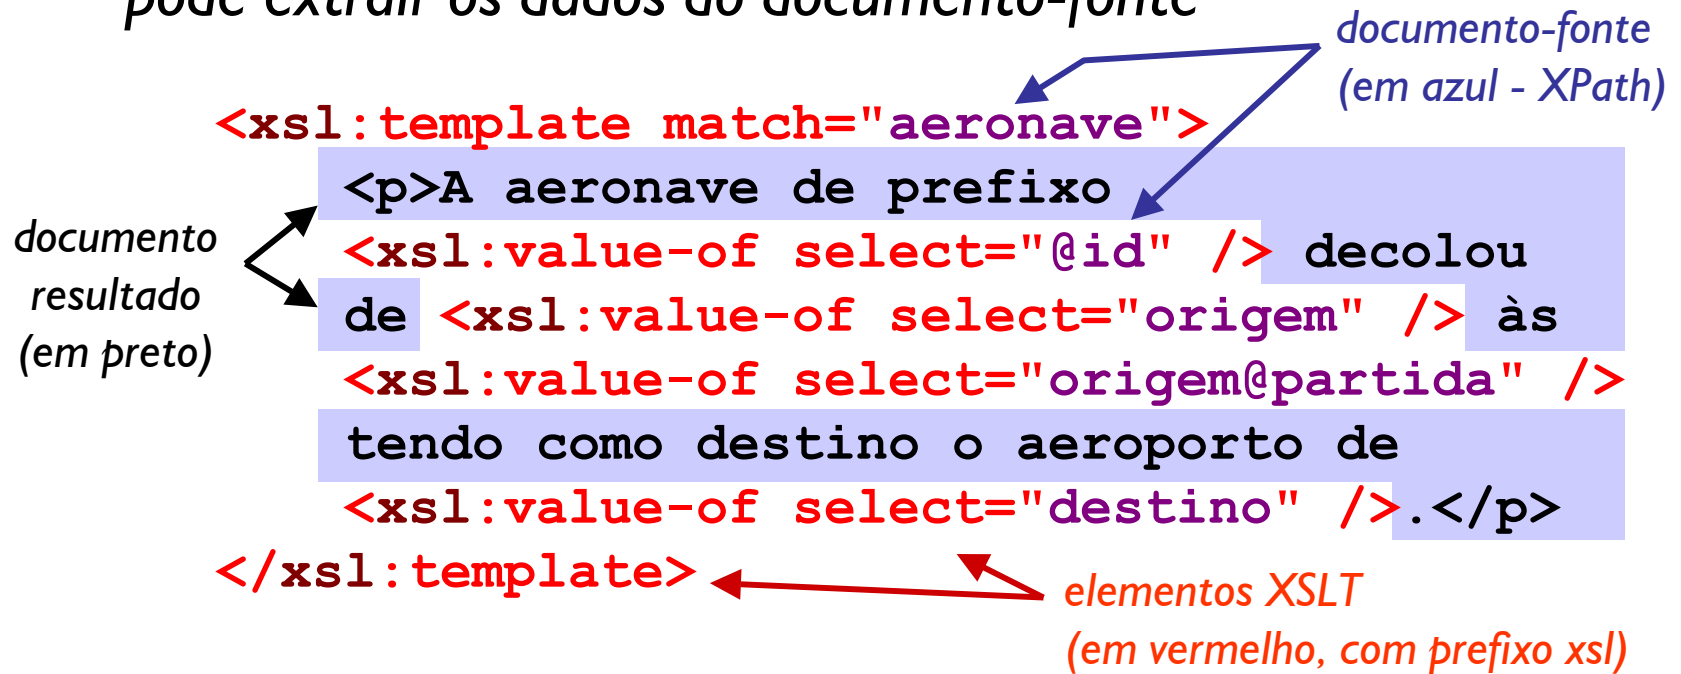 pode extrair os dados do documento-fonte
documento-fonte
(em azul - XPath)
<xsl:template match="aeronave">
<p>A aeronave de prefixo
<xsl:value-of select="@id" /> decolou
de <xsl:value-of select="origem" /> às
<xsl:value-of select="origem@partida" />
tendo como destino o aeroporto de
<xsl:value-of select="destino" />.</p>
</xsl:template>
documento
resultado
(em preto)
elementos XSLT
(em vermelho, com prefixo xsl)